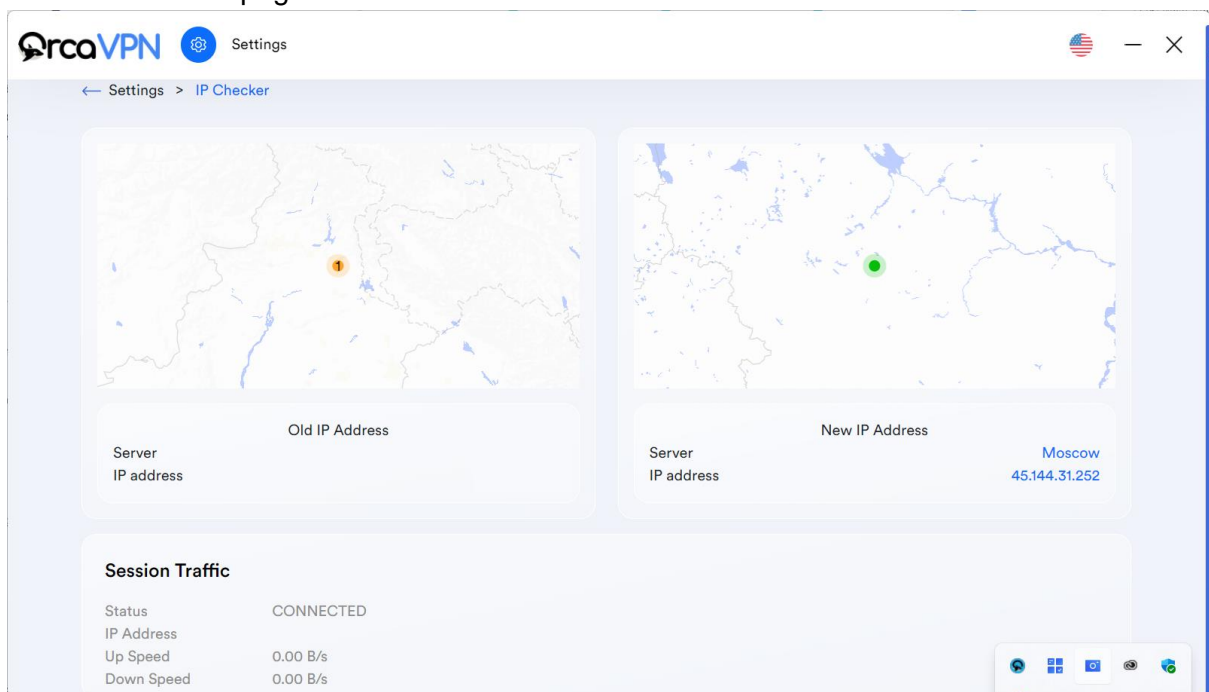 OrcaVPN Settings
← Settings > IP Checker
1
Old IP Address
Server
IP address
New IP Address
Server Moscow
IP address 45.144.31.252
Session Traffic
Status CONNECTED
IP Address
Up Speed 0.00 B/s
Down Speed 0.00 B/s